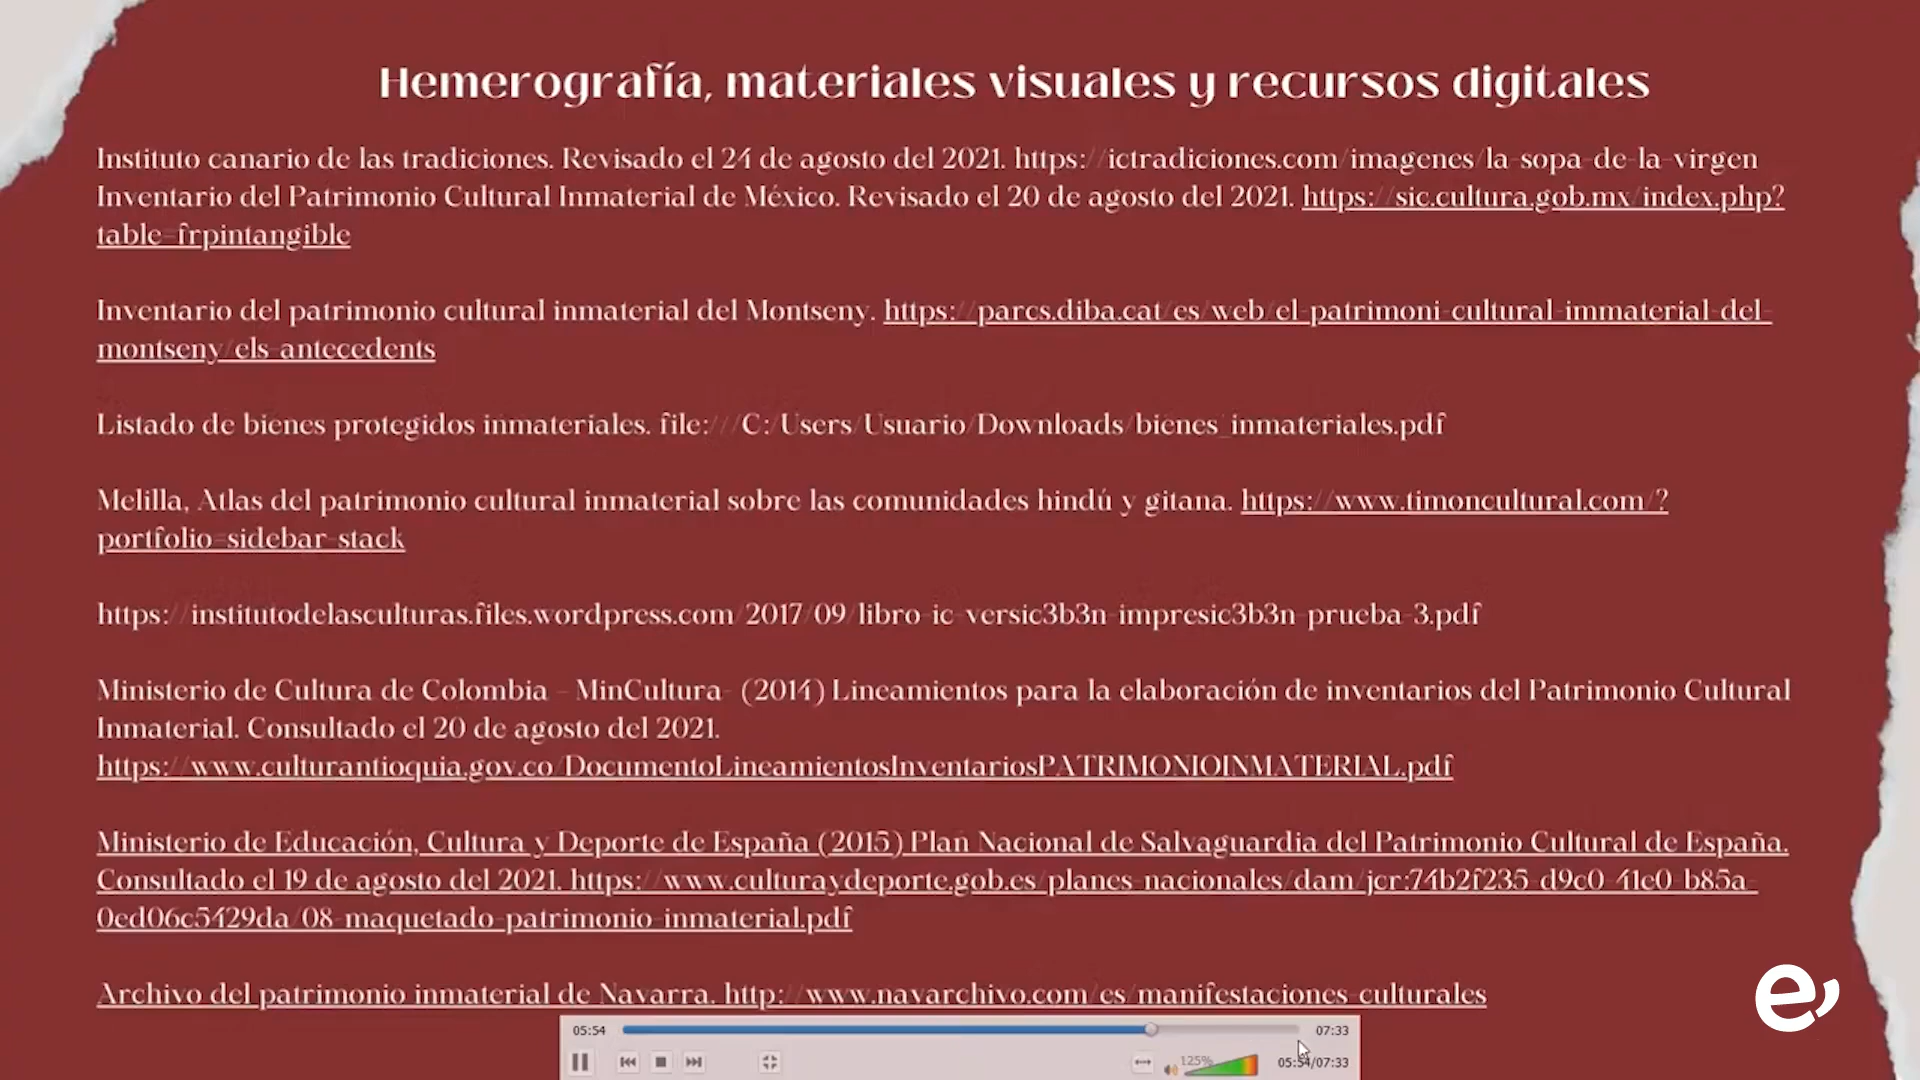 Hemerografía, materiales visuales y recursos digitales
Instituto canario de las tradiciones. Revisado el 24 de agosto del 2021. https://ictradiciones.com/imagenes/la-sopa-de-la-virgen
Inventario del Patrimonio Cultural Inmaterial de México. Revisado el 20 de agosto del 2021. https://sic.cultura.gob.mx/index.php?
table=frpintangible
Inventario del patrimonio cultural inmaterial del Montseny. https://parcs.diba.cat/es/web/el-patrimoni-cultural-immaterial-del-
montseny/els-antecedents
Listado de bienes protegidos inmateriales. file:///C:/Users/Usuario/Downloads/bienes_inmateriales.pdf
Melilla, Atlas del patrimonio cultural inmaterial sobre las comunidades hindú y gitana. https://www.timoncultural.com/?
portfolio=sidebar-stack
https://institutodelasculturas.files.wordpress.com/2017/09/libro-ic-versic3b3n-impresic3b3n-prueba-3.pdf
Ministerio de Cultura de Colombia - MinCultura- (2014) Lineamientos para la elaboración de inventarios del Patrimonio Cultural
Inmaterial. Consultado el 20 de agosto del 2021.
https://www.culturantioquia.gov.co/DocumentoLineamientosInventariosPATRIMONIOINMATERIAL.pdf
Ministerio de Educación, Cultura y Deporte de España (2015) Plan Nacional de Salvaguardia del Patrimonio Cultural de España.
Consultado el 19 de agosto del 2021. https://www.culturaydeporte.gob.es/planes-nacionales/dam/jcr:74b2f235-d9c0-41e0-b85a-
0ed06c5429da/08-maquetado-patrimonio-inmaterial.pdf
Archivo del patrimonio inmaterial de Navarra. http://www.navarchivo.com/es/manifestaciones-culturales
e
05:54 07:33
125% 05:54/07:33